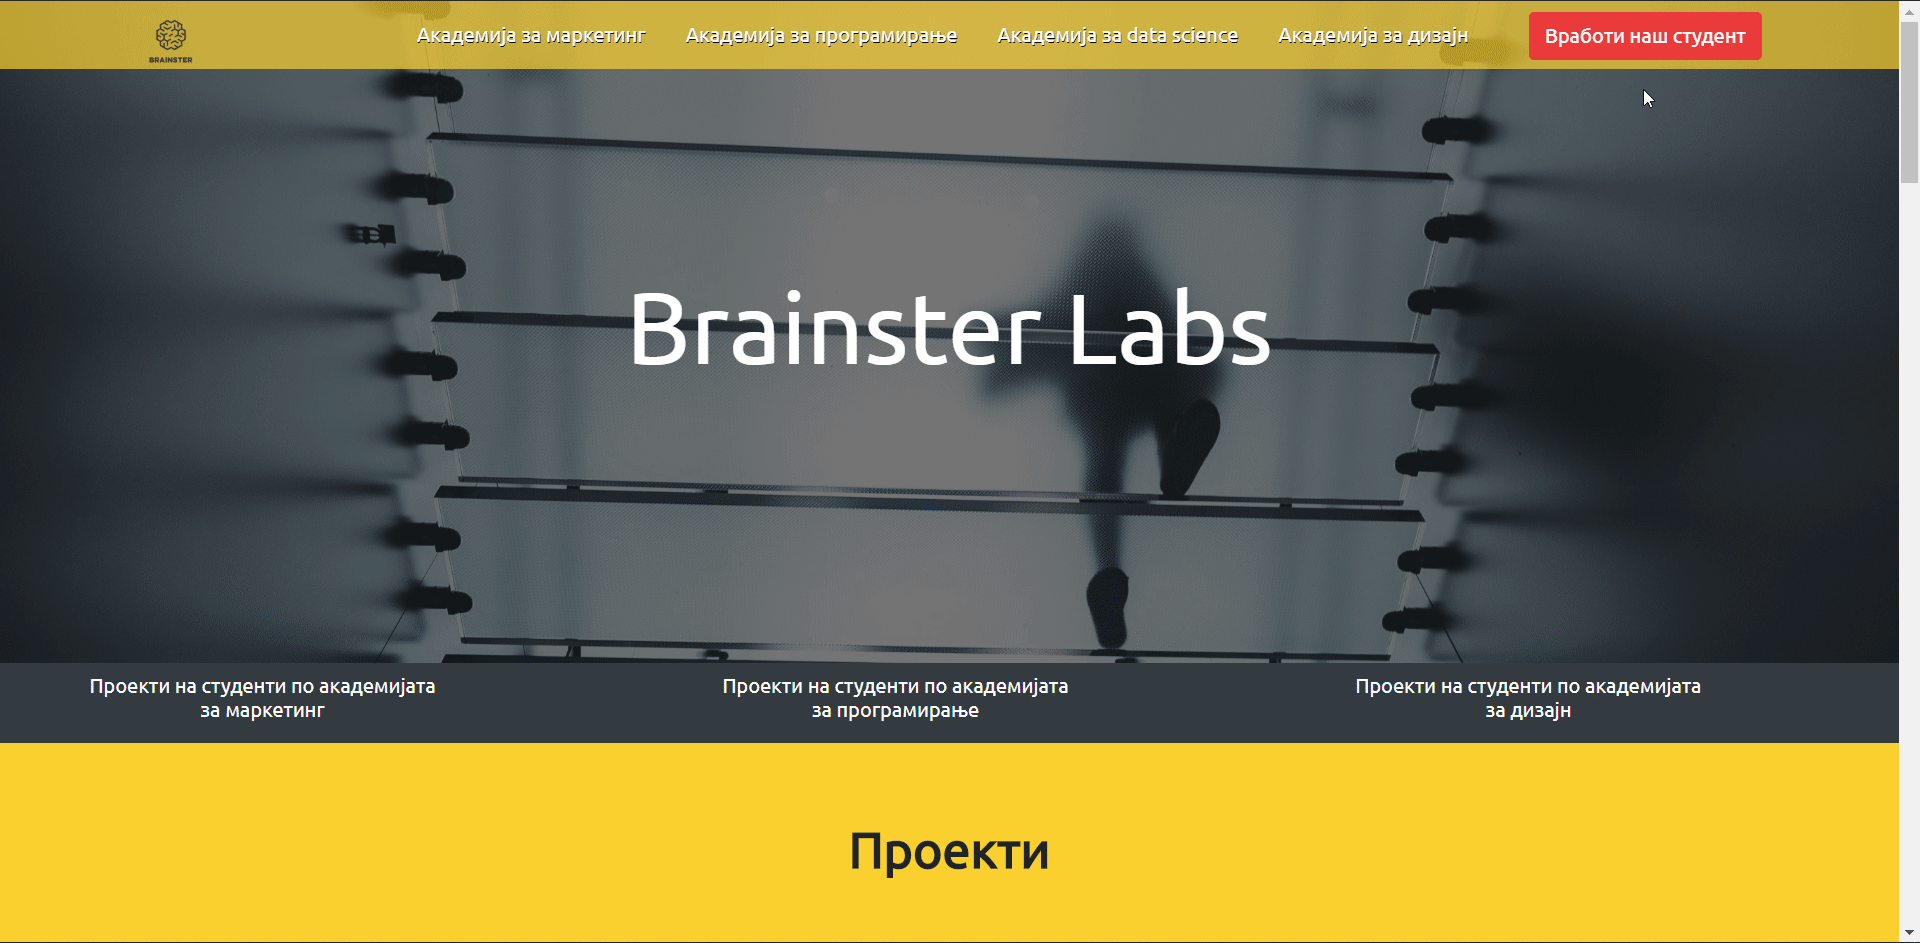 BRAINSTER
Академија за маркетинг
Академија за програмирање
Академија за data science
Академија за дизајн
Вработи наш студент
Brainster Labs
Проекти на студенти по академијата
за маркетинг
Проекти на студенти по академијата
за програмирање
Проекти на студенти по академијата
за дизајн
Проекти